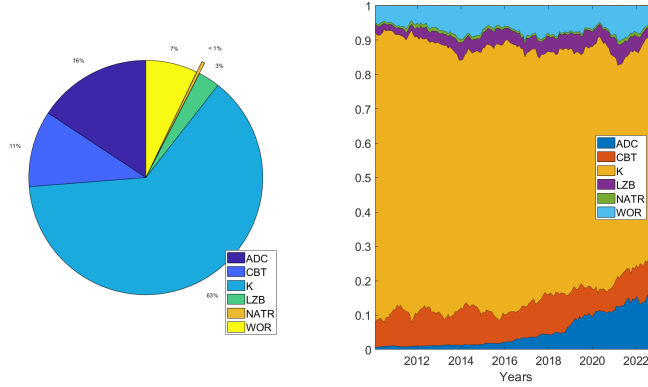 16%
7%
< 1%
3%
11%
63%
ADC
CBT
K
LZB
NATR
WOR
1
0.9
0.8
0.7
0.6
0.5
0.4
0.3
0.2
0.1
0
ADC
CBT
K
LZB
NATR
WOR
2012 2014 2016 2018 2020 2022
Years